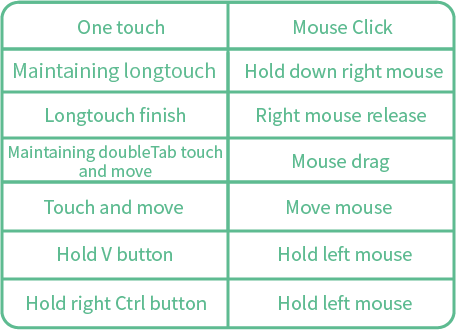 One touch
Mouse Click
Maintaining longtouch
Hold down right mouse
Longtouch finish
Right mouse release
Maintaining doubleTab touch
and move
Mouse drag
Touch and move
Move mouse
Hold V button
Hold left mouse
Hold right Ctrl button
Hold left mouse